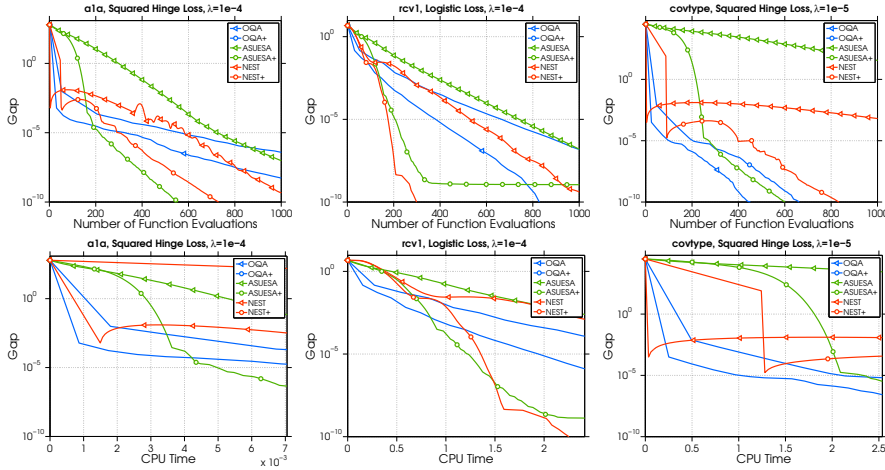 a1a, Squared Hinge Loss, λ=1e-4
Gap
10^0
10^-5
10^-10
0 200 400 600 800 1000
Number of Function Evaluations
OQA
OQA+
ASUESA
ASUESA+
NEST
NEST+
rcv1, Logistic Loss, λ=1e-4
Gap
10^0
10^-5
10^-10
0 200 400 600 800 1000
Number of Function Evaluations
OQA
OQA+
ASUESA
ASUESA+
NEST
NEST+
covtype, Squared Hinge Loss, λ=1e-5
Gap
10^0
10^-5
10^-10
0 200 400 600 800 1000
Number of Function Evaluations
OQA
OQA+
ASUESA
ASUESA+
NEST
NEST+
a1a, Squared Hinge Loss, λ=1e-4
Gap
10^0
10^-5
10^-10
0 1 2 3 4 5 6 7
CPU Time
x 10^-3
OQA
OQA+
ASUESA
ASUESA+
NEST
NEST+
rcv1, Logistic Loss, λ=1e-4
Gap
10^0
10^-5
10^-10
0 0.5 1 1.5 2
CPU Time
OQA
OQA+
ASUESA
ASUESA+
NEST
NEST+
covtype, Squared Hinge Loss, λ=1e-5
Gap
10^0
10^-5
10^-10
0 0.5 1 1.5 2 2.5
CPU Time
OQA
OQA+
ASUESA
ASUESA+
NEST
NEST+